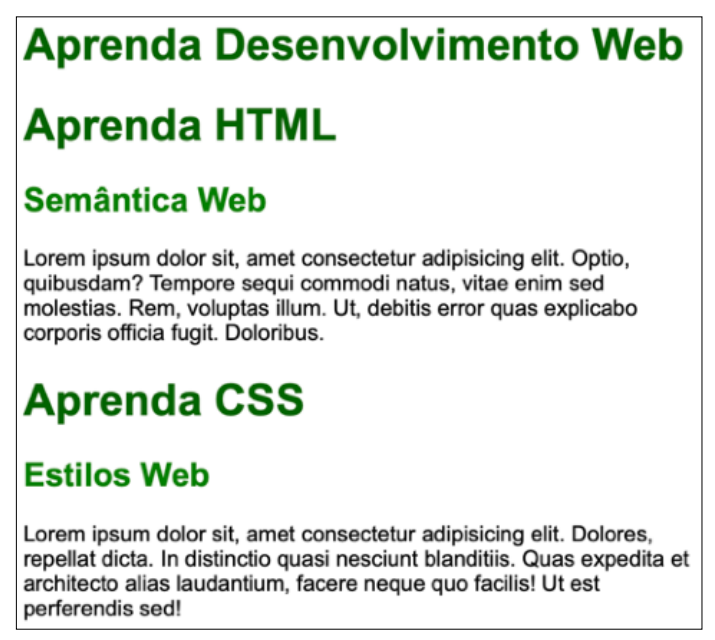 Aprenda Desenvolvimento Web
Aprenda HTML
Semântica Web
Lorem ipsum dolor sit, amet consectetur adipisicing elit. Optio,
quibusdam? Tempore sequi commodi natus, vitae enim sed
molestias. Rem, voluptas illum. Ut, debitis error quas explicabo
corporis officia fugit. Doloribus.
Aprenda CSS
Estilos Web
Lorem ipsum dolor sit, amet consectetur adipisicing elit. Dolores,
repellat dicta. In distinctio quasi nesciunt blanditiis. Quas expedita et
architecto alias laudantium, facere neque quo facilis! Ut est
perferendis sed!